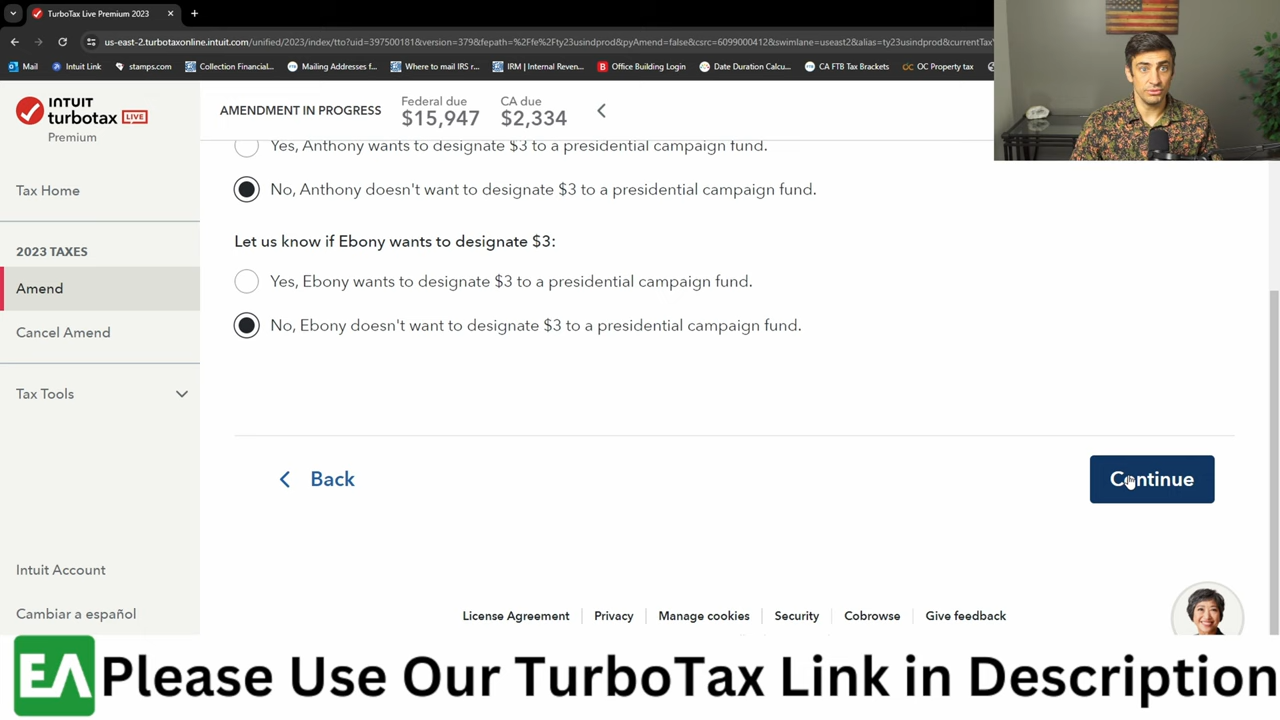 TurboTax Live Premium 2023
us-east-2.turbotaxonline.intuit.com/unified/2023/index/tto?uid=397500181&version=379&fepath=%2Ffe%2Fty23usindprod&pyAmend=false&csrc=6099000412&swimlane=useast2&alias=ty23usindprod&currentTax
Mail
Intuit Link
stamps.com
Collection Financial...
Mailing Addresses f...
Where to mail IRS r...
IRM | Internal Reven...
Office Building Login
Date Duration Calcu...
CA FTB Tax Brackets
OC Property tax
INTUIT
turbotax LIVE
Premium
AMENDMENT IN PROGRESS
Federal due
$15,947
CA due
$2,334
Tax Home
2023 TAXES
Amend
Cancel Amend
Tax Tools
Intuit Account
Cambiar a español
Yes, Anthony wants to designate $3 to a presidential campaign fund.
No, Anthony doesn't want to designate $3 to a presidential campaign fund.
Let us know if Ebony wants to designate $3:
Yes, Ebony wants to designate $3 to a presidential campaign fund.
No, Ebony doesn't want to designate $3 to a presidential campaign fund.
Back
Continue
License Agreement
Privacy
Manage cookies
Security
Cobrowse
Give feedback
EA Please Use Our TurboTax Link in Description